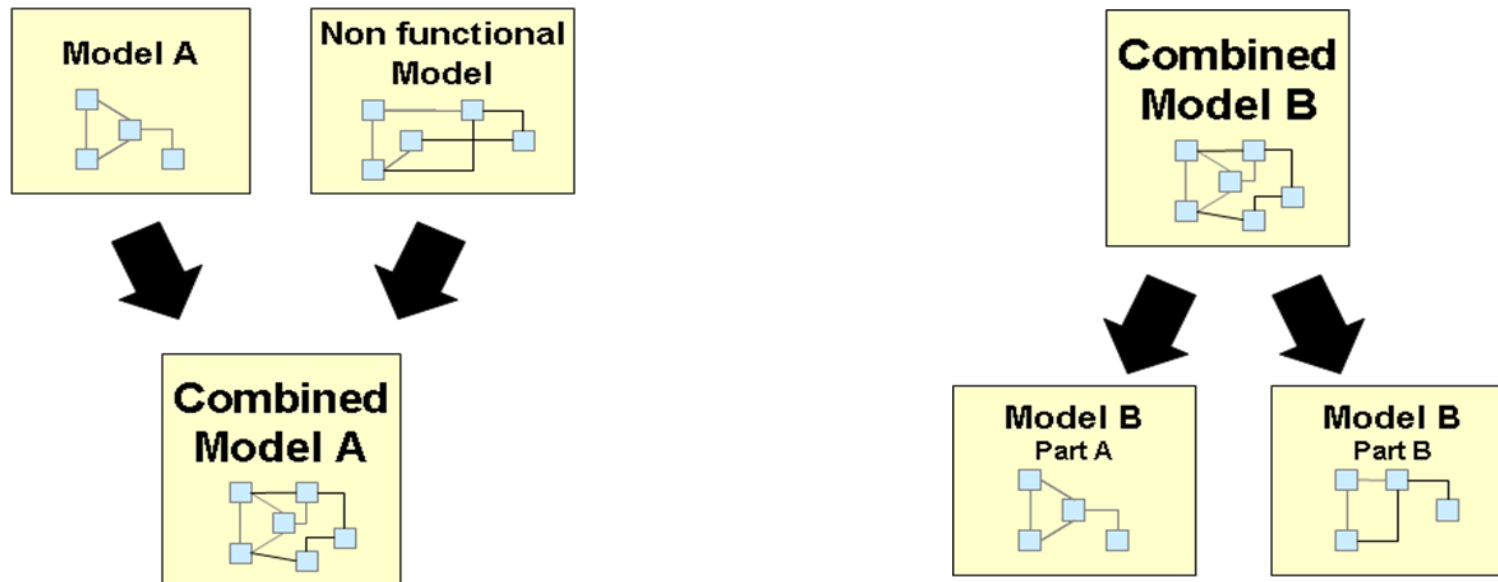 Model A
Non functional
Model
Combined
Model A
Combined
Model B
Model B
Part A
Model B
Part B